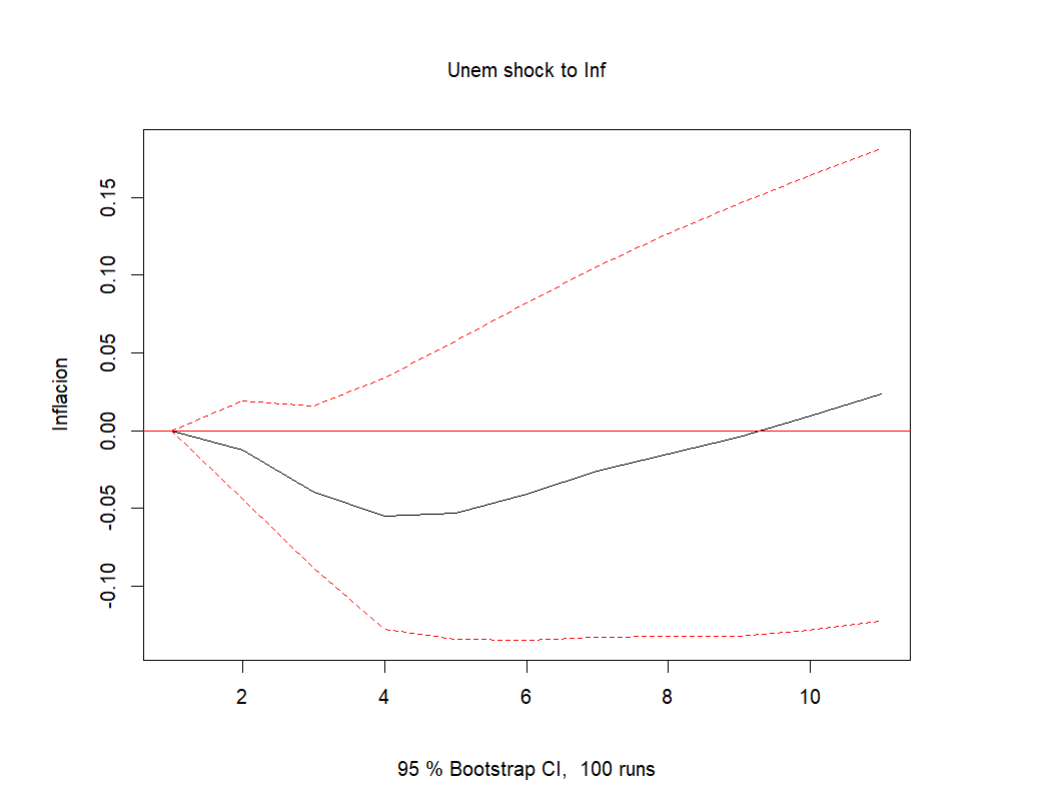 Unem shock to Inf
Inflacion
0.15
0.10
0.05
0.00
-0.05
-0.10
2 4 6 8 10
95 % Bootstrap CI,  100 runs